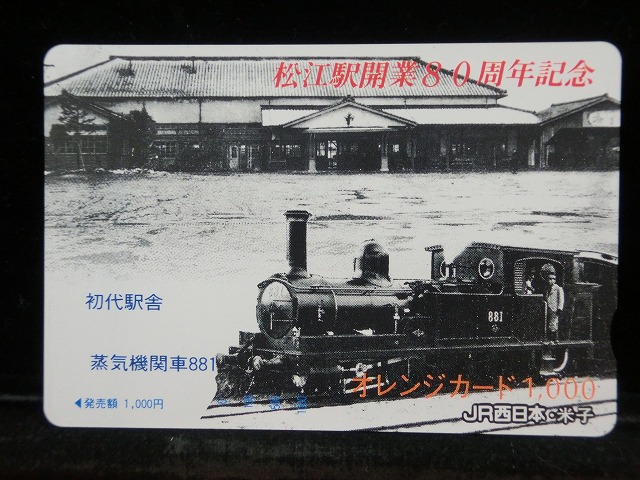 松江駅開業80周年記念
初代駅舎
881
蒸気機関車881
オレンジカード1,000
◀発売額 1,000円
JR西日本・米子